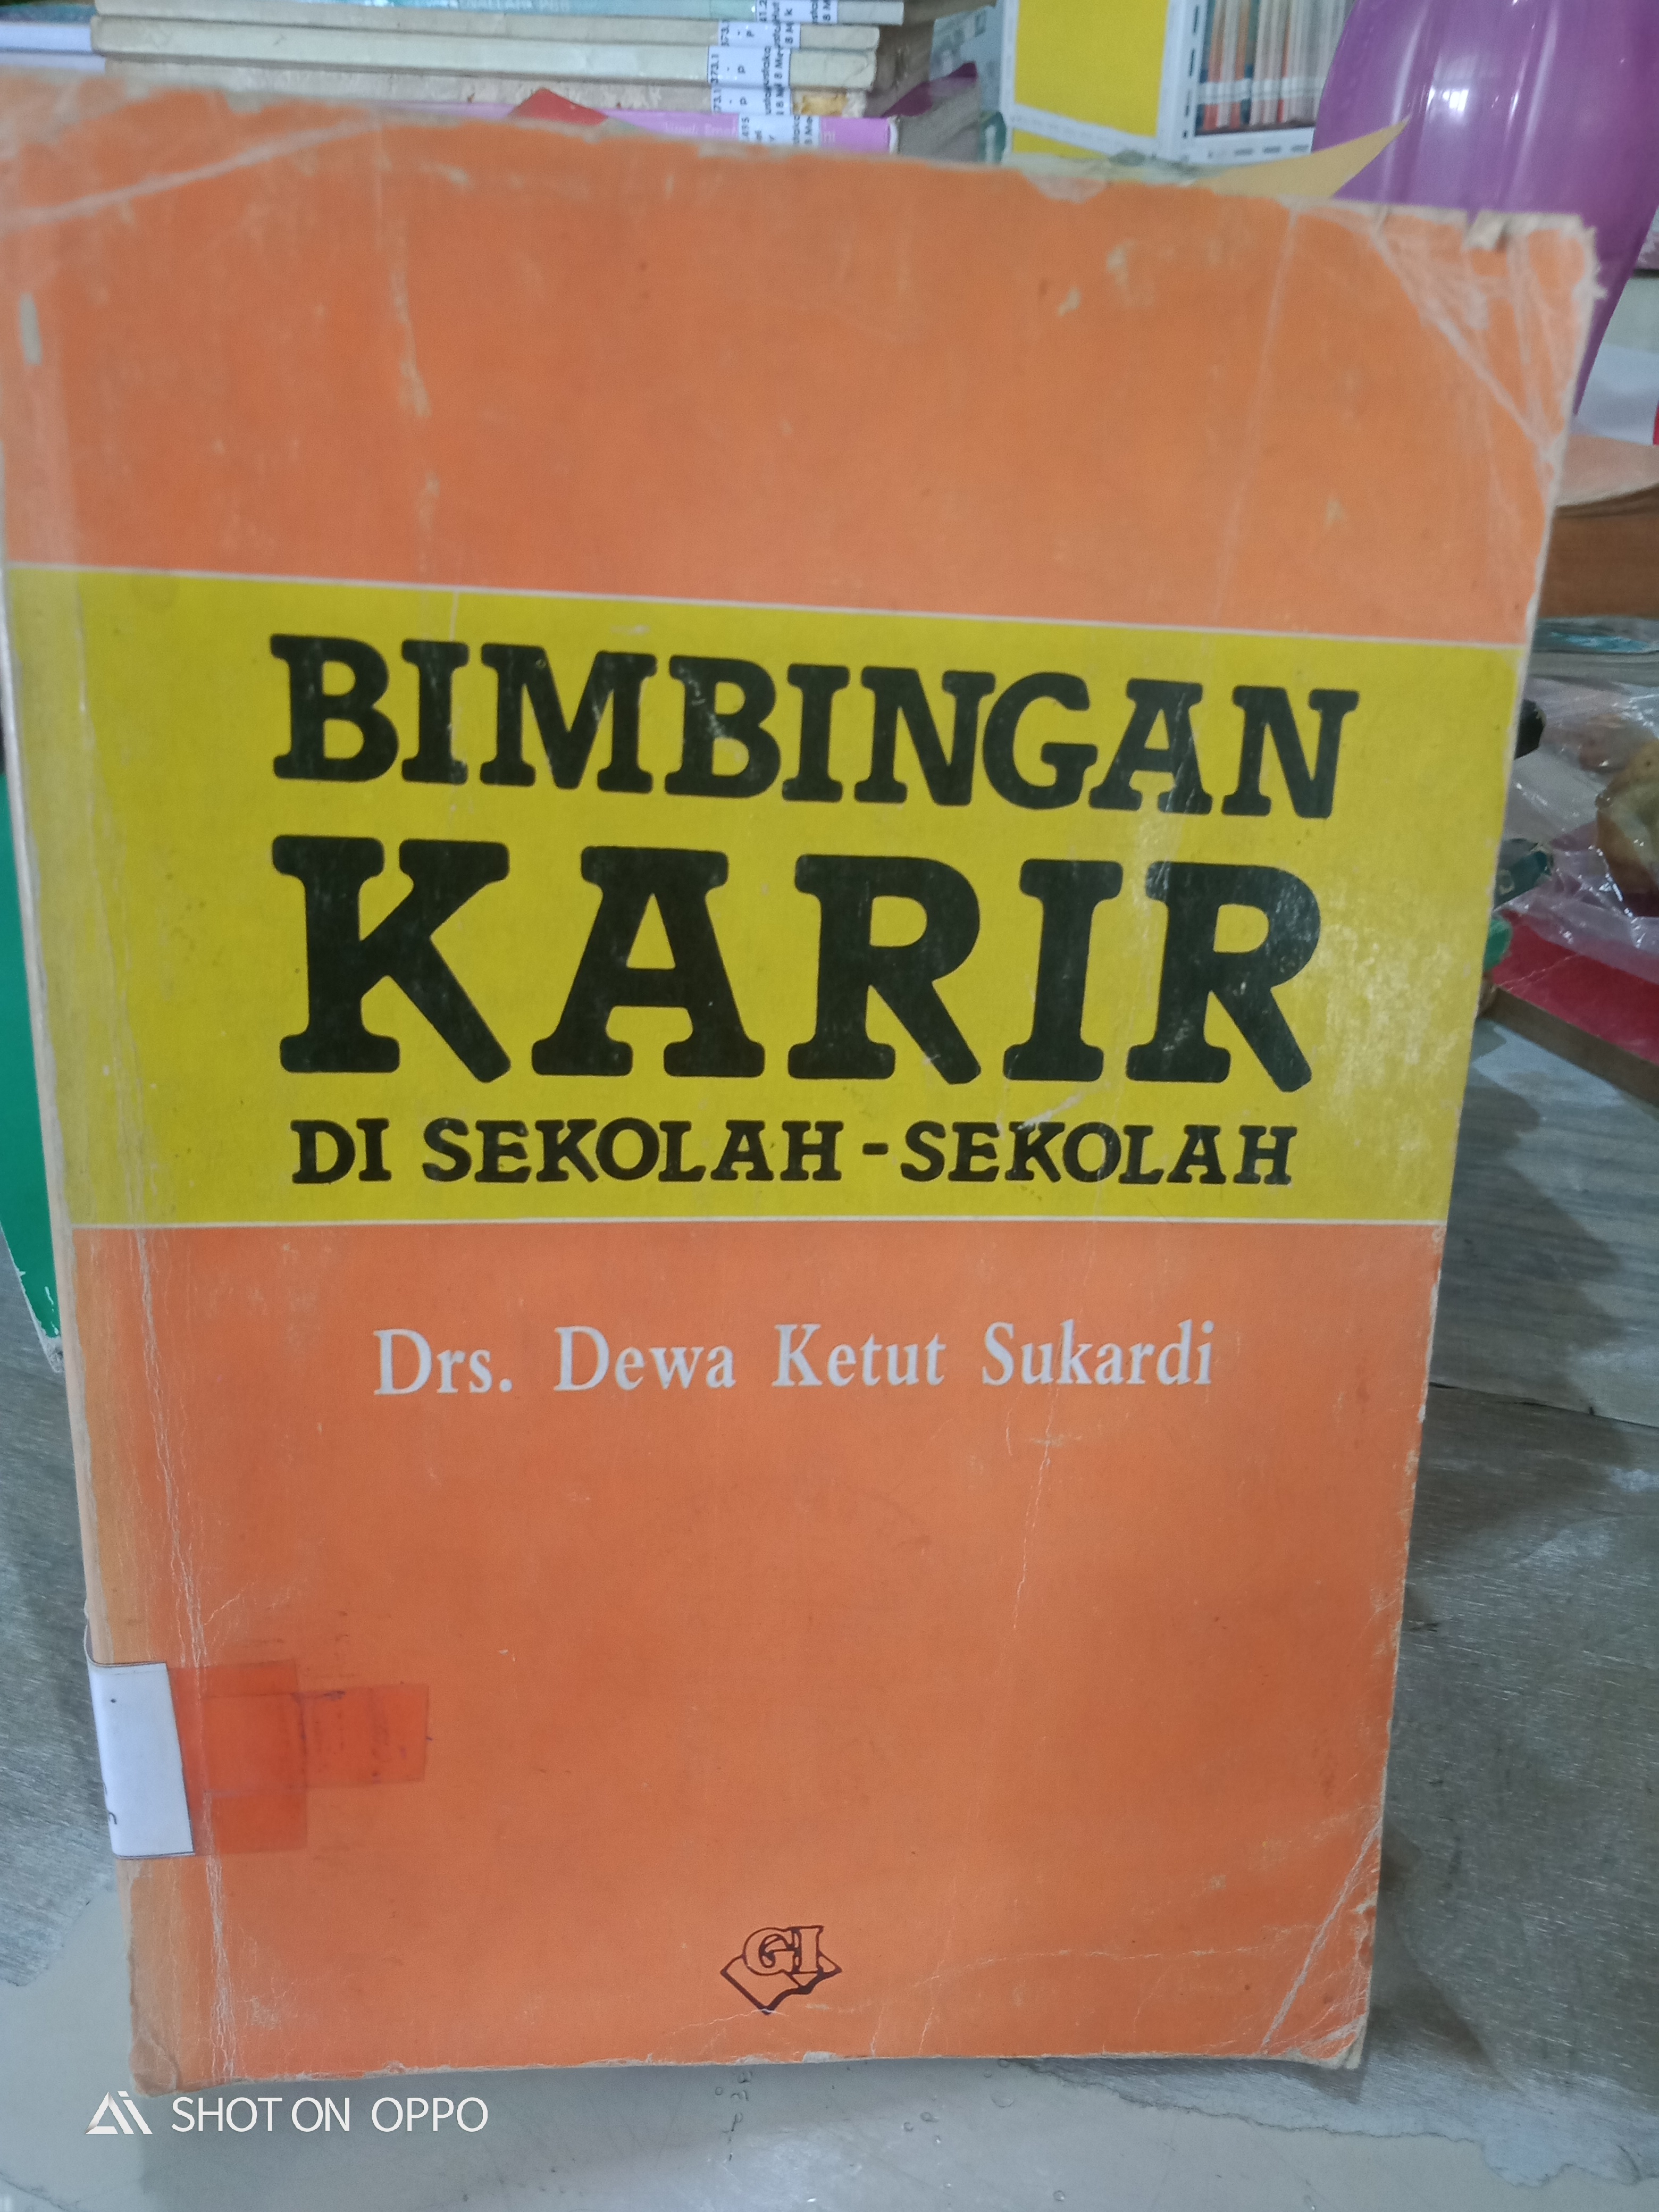 BIMBINGAN
KARIR
DI SEKOLAH - SEKOLAH
Drs. Dewa Ketut Sukardi
GI
SHOT ON OPPO